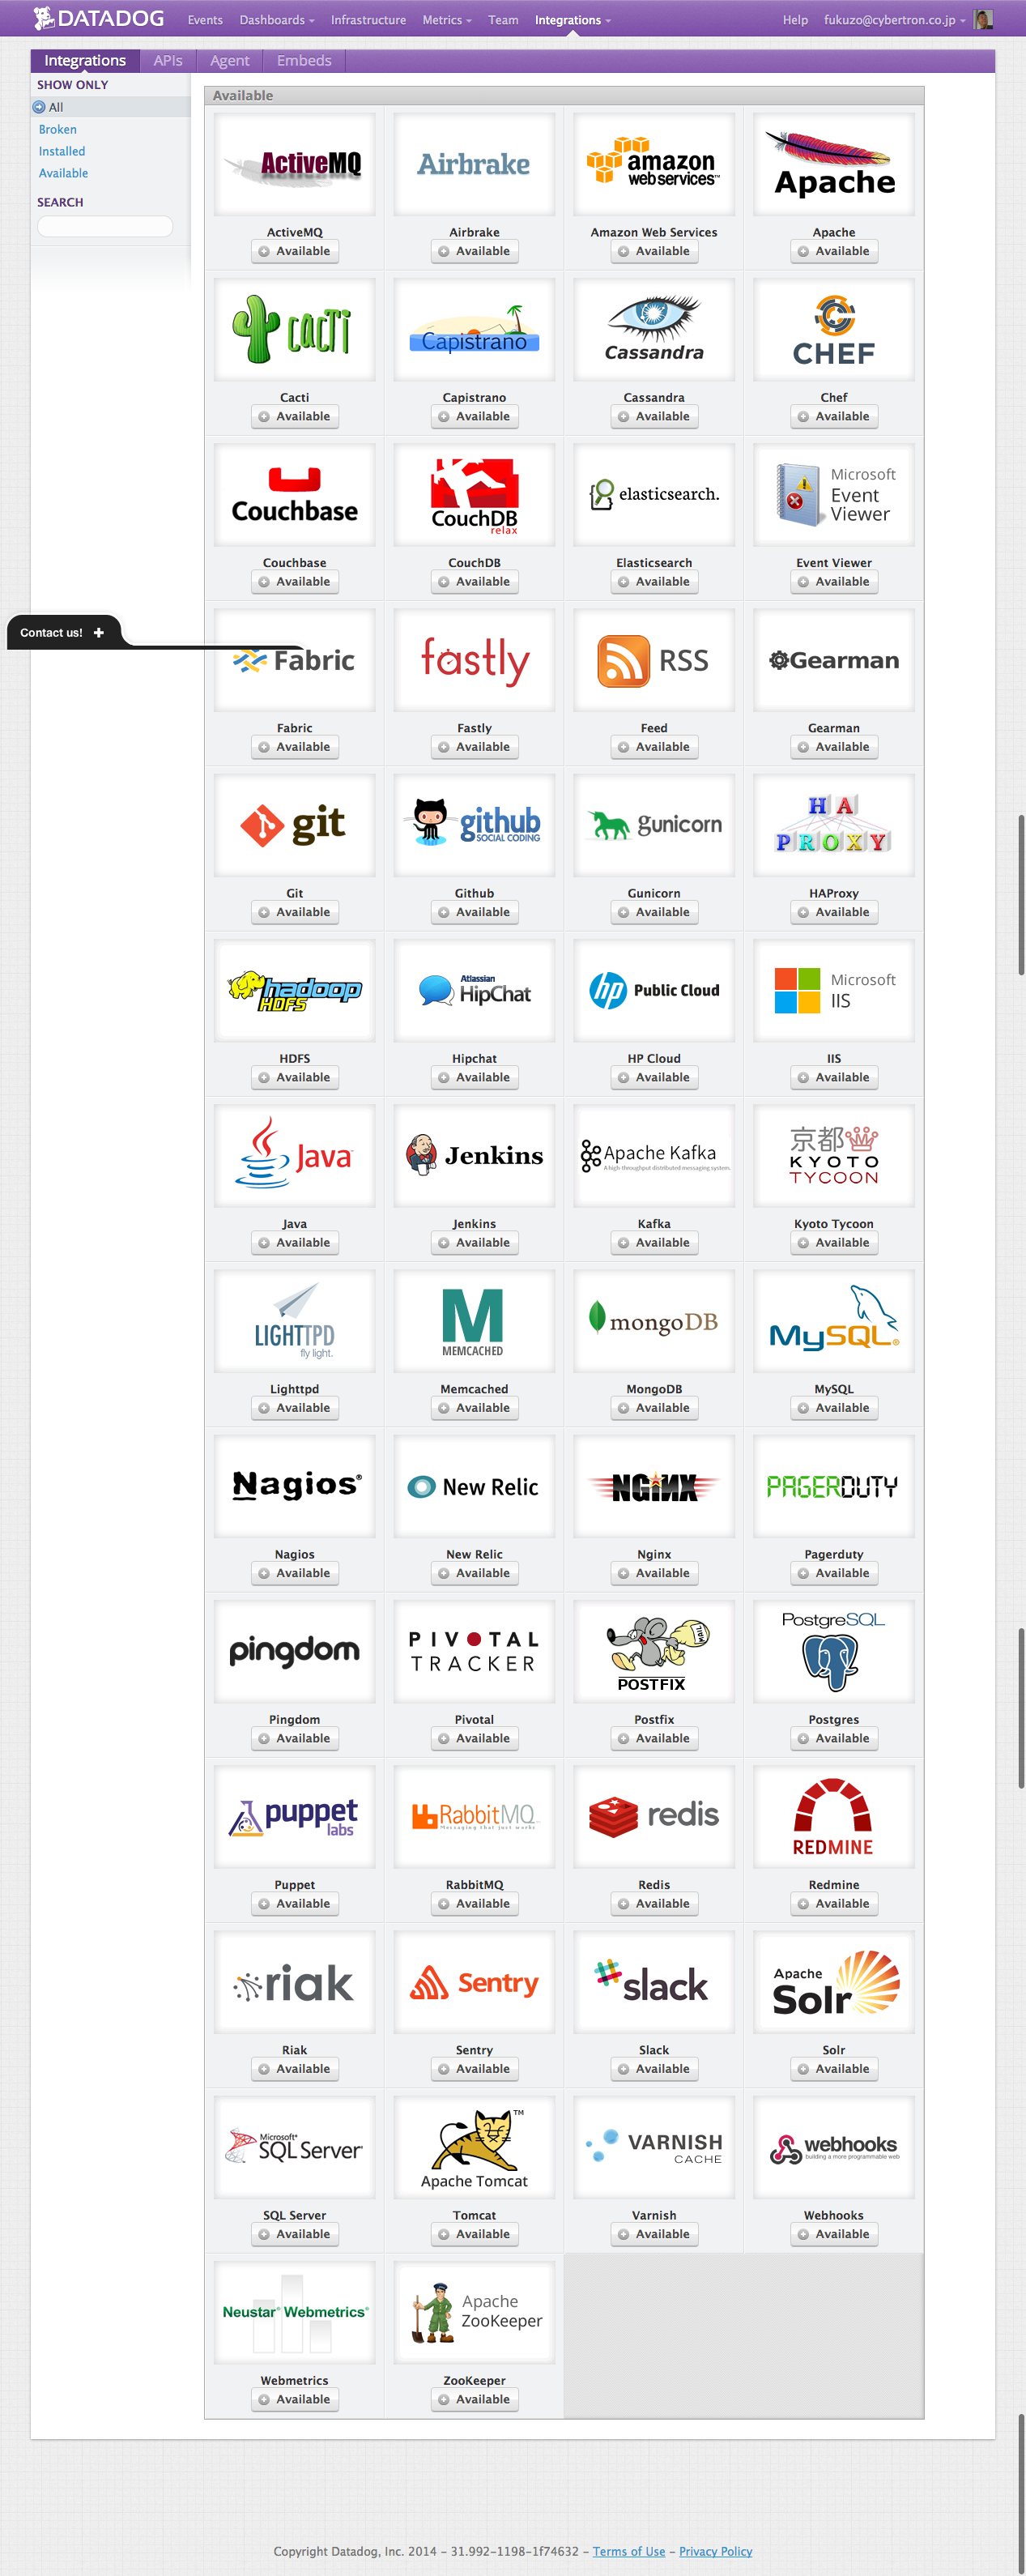 DATADOG Events Dashboards Infrastructure Metrics Team Integrations Help fukuzo@cybertron.co.jp
Integrations APIs Agent Embeds
SHOW ONLY
All
Broken
Installed
Available
SEARCH
Available
ActiveMQ Airbrake amazon web services™ Apache
ActiveMQ Airbrake Amazon Web Services Apache
Available Available Available Available
cacti Capistrano Cassandra CHEF
Cacti Capistrano Cassandra Chef
Available Available Available Available
Couchbase CouchDB relax elasticsearch. Microsoft Event Viewer
Couchbase CouchDB Elasticsearch Event Viewer
Available Available Available Available
Contact us!
Fabric fastly RSS Gearman
Fabric Fastly Feed Gearman
Available Available Available Available
git github SOCIAL CODING gunicorn HA PROXY
Git Github Gunicorn HAProxy
Available Available Available Available
hadoop HDFS Atlassian HipChat hp Public Cloud Microsoft IIS
HDFS Hipchat HP Cloud IIS
Available Available Available Available
Java Jenkins Apache Kafka A high-throughput distributed messaging system. 京都 KYOTO TYCOON
Java Jenkins Kafka Kyoto Tycoon
Available Available Available Available
LIGHTTPD fly light. M MEMCACHED mongoDB MySQL®
Lighttpd Memcached MongoDB MySQL
Available Available Available Available
Nagios® New Relic NGINX PAGERDUTY
Nagios New Relic Nginx Pagerduty
Available Available Available Available
pingdom PIVOTAL TRACKER MAIL POSTFIX PostgreSQL
Pingdom Pivotal Postfix Postgres
Available Available Available Available
puppet labs RabbitMQ Messaging that just works redis REDMINE
Puppet RabbitMQ Redis Redmine
Available Available Available Available
riak Sentry slack Apache Solr
Riak Sentry Slack Solr
Available Available Available Available
Microsoft® SQL Server® Apache Tomcat ™ VARNISH CACHE webhooks building a more programmable web
SQL Server Tomcat Varnish Webhooks
Available Available Available Available
Neustar® Webmetrics® Apache ZooKeeper
Webmetrics ZooKeeper
Available Available
Copyright Datadog, Inc. 2014 - 31.992-1198-1f74632 - Terms of Use - Privacy Policy